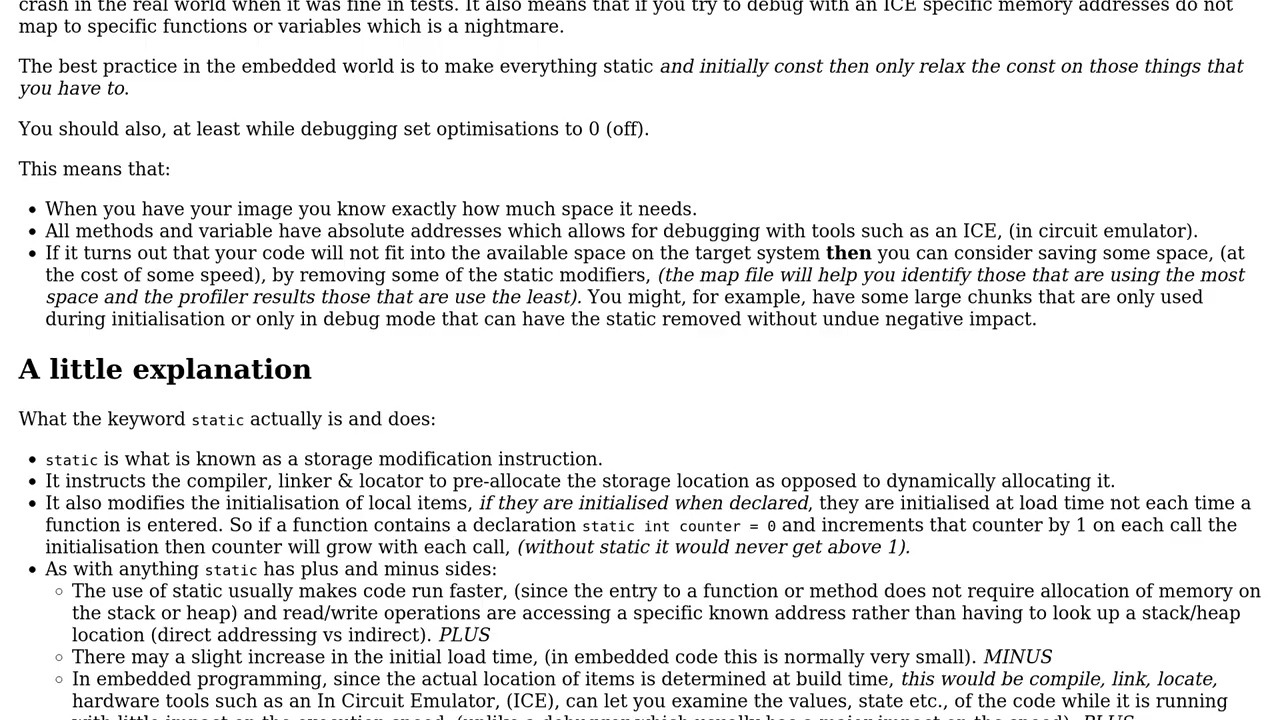 crash in the real world when it was fine in tests. It also means that if you try to debug with an ICE specific memory addresses do not
map to specific functions or variables which is a nightmare.
The best practice in the embedded world is to make everything static and initially const then only relax the const on those things that
you have to.
You should also, at least while debugging set optimisations to 0 (off).
This means that:
• When you have your image you know exactly how much space it needs.
• All methods and variable have absolute addresses which allows for debugging with tools such as an ICE, (in circuit emulator).
• If it turns out that your code will not fit into the available space on the target system then you can consider saving some space, (at
the cost of some speed), by removing some of the static modifiers, (the map file will help you identify those that are using the most
space and the profiler results those that are use the least). You might, for example, have some large chunks that are only used
during initialisation or only in debug mode that can have the static removed without undue negative impact.
A little explanation
What the keyword static actually is and does:
• static is what is known as a storage modification instruction.
• It instructs the compiler, linker & locator to pre-allocate the storage location as opposed to dynamically allocating it.
• It also modifies the initialisation of local items, if they are initialised when declared, they are initialised at load time not each time a
function is entered. So if a function contains a declaration static int counter = 0 and increments that counter by 1 on each call the
initialisation then counter will grow with each call, (without static it would never get above 1).
• As with anything static has plus and minus sides:
◦ The use of static usually makes code run faster, (since the entry to a function or method does not require allocation of memory on
the stack or heap) and read/write operations are accessing a specific known address rather than having to look up a stack/heap
location (direct addressing vs indirect). PLUS
◦ There may a slight increase in the initial load time, (in embedded code this is normally very small). MINUS
◦ In embedded programming, since the actual location of items is determined at build time, this would be compile, link, locate,
hardware tools such as an In Circuit Emulator, (ICE), can let you examine the values, state etc., of the code while it is running
with little impact on the execution speed, (unlike a debugger which usually has a major impact on the speed). PLUS